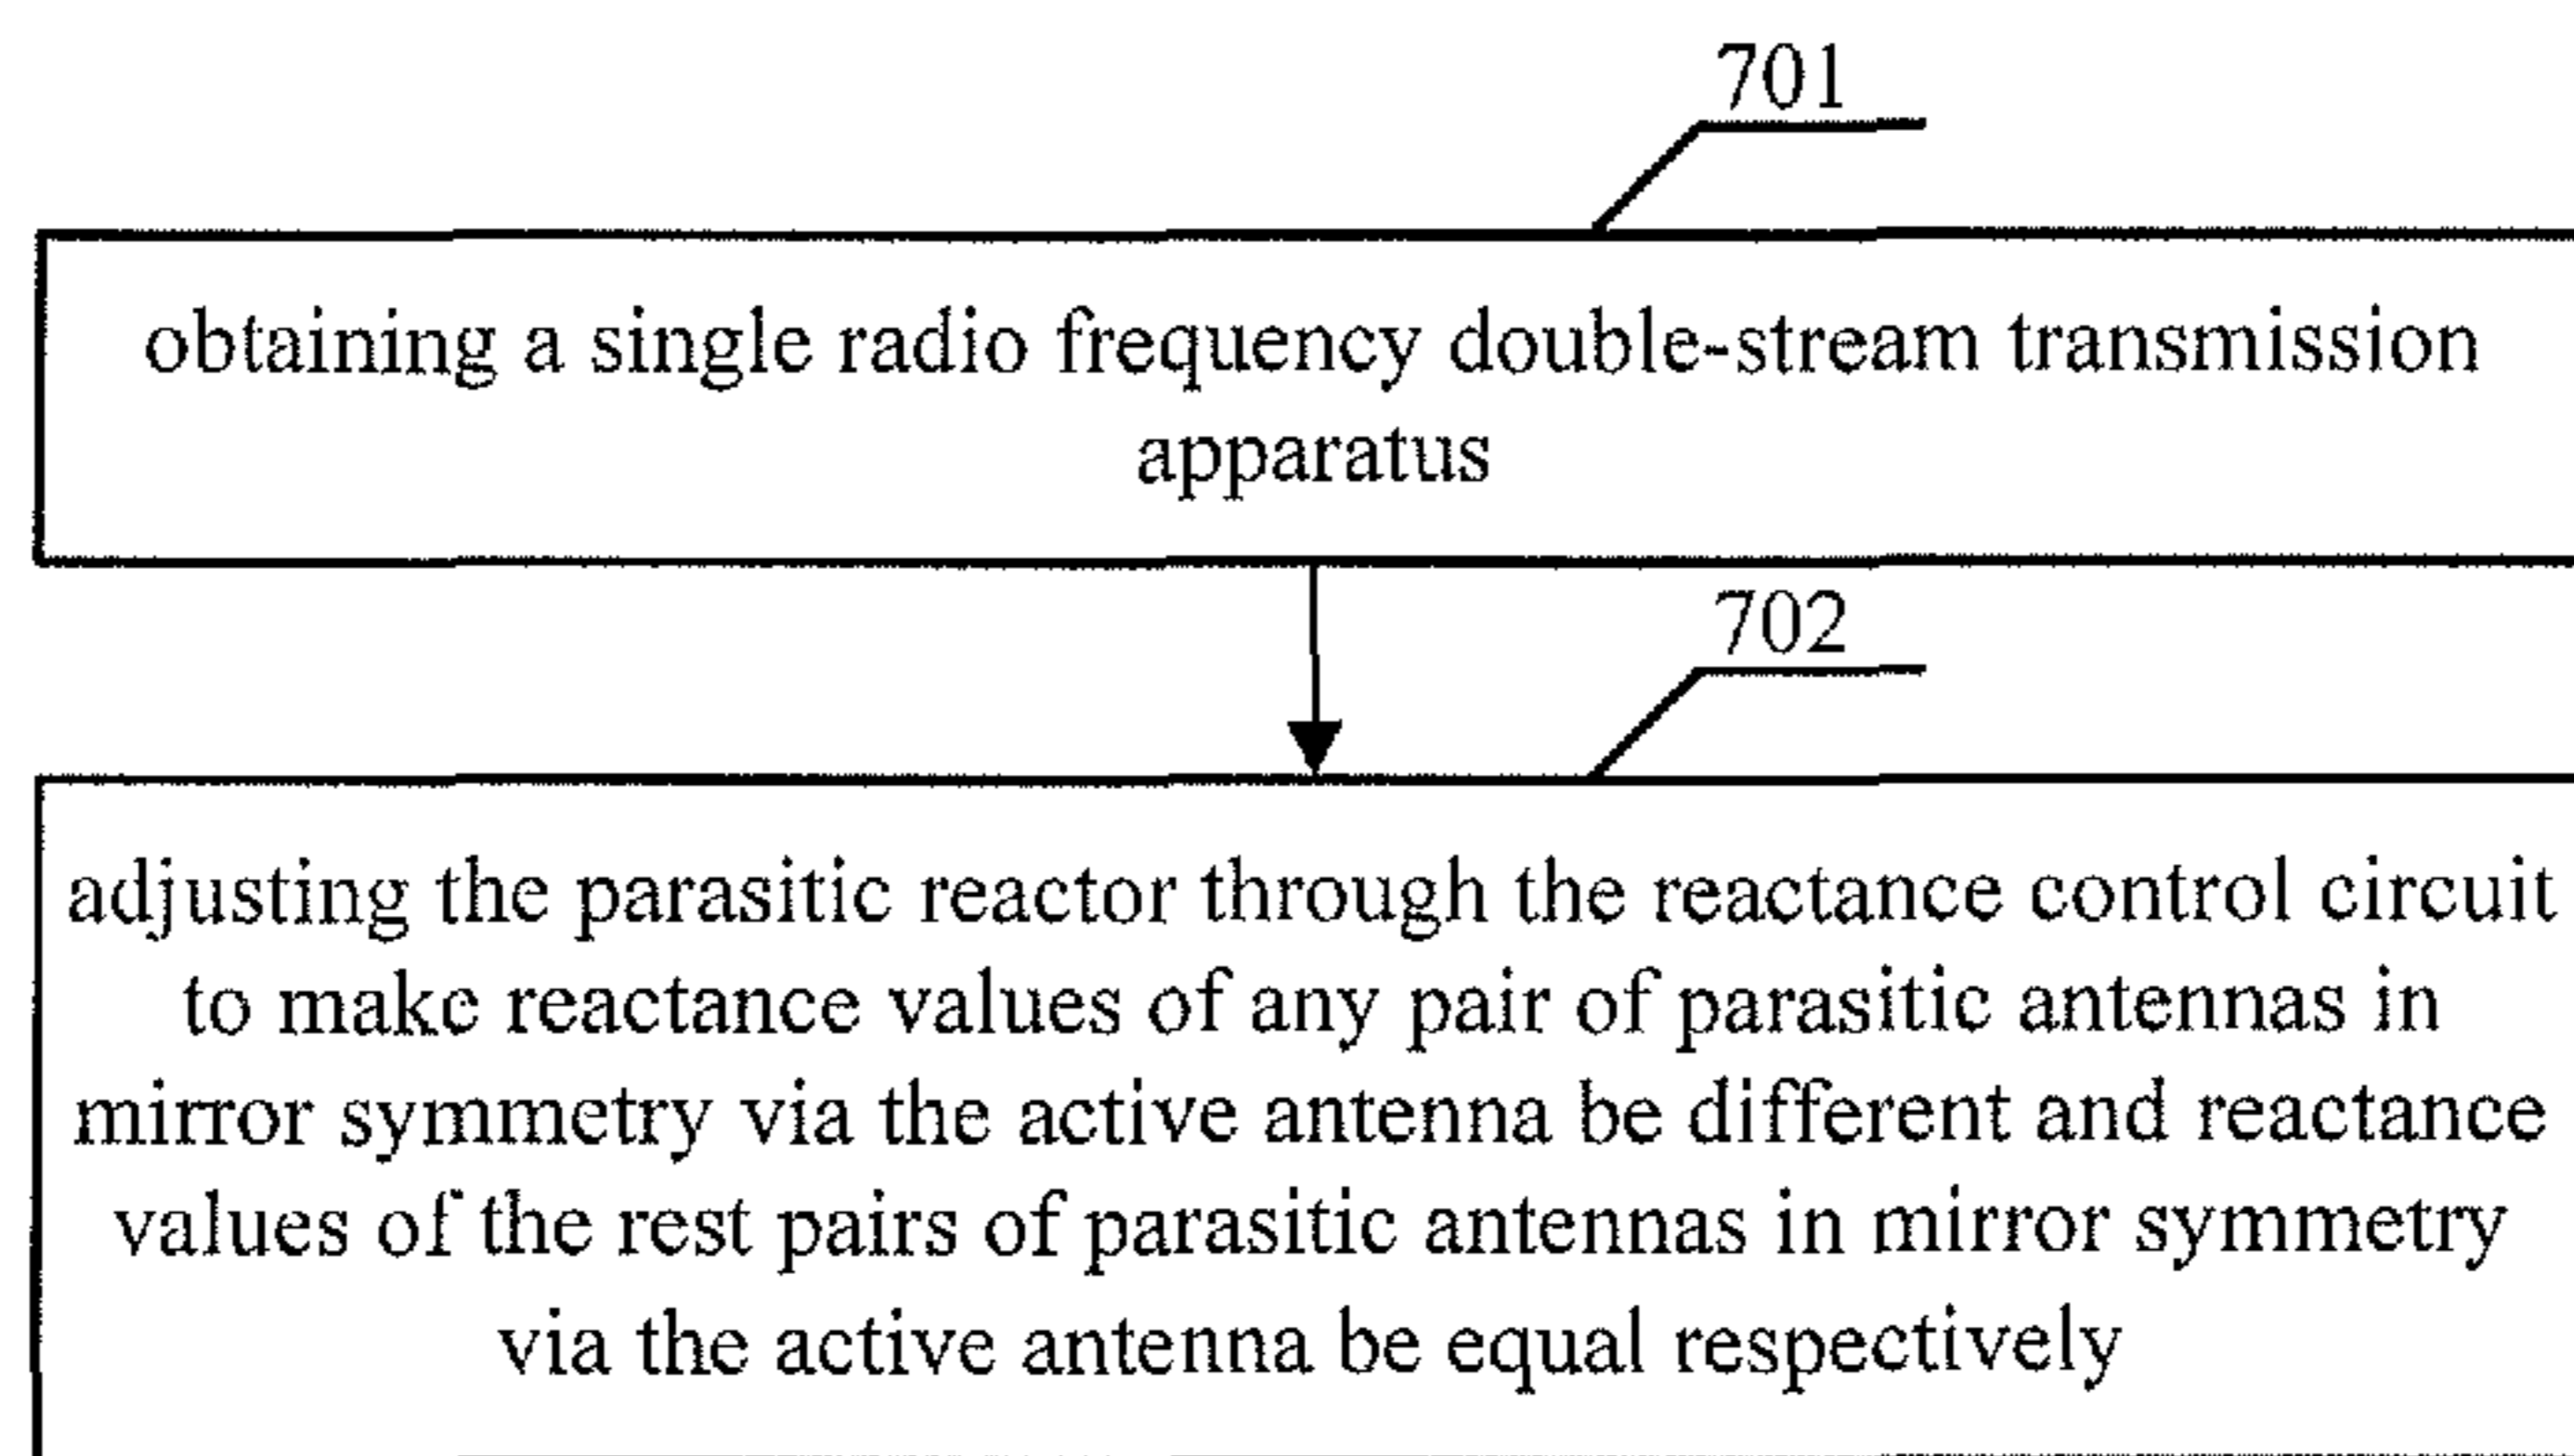 701
obtaining a single radio frequency double-stream transmission
apparatus
702
adjusting the parasitic reactor through the reactance control circuit
to make reactance values of any pair of parasitic antennas in
mirror symmetry via the active antenna be different and reactance
values of the rest pairs of parasitic antennas in mirror symmetry
via the active antenna be equal respectively